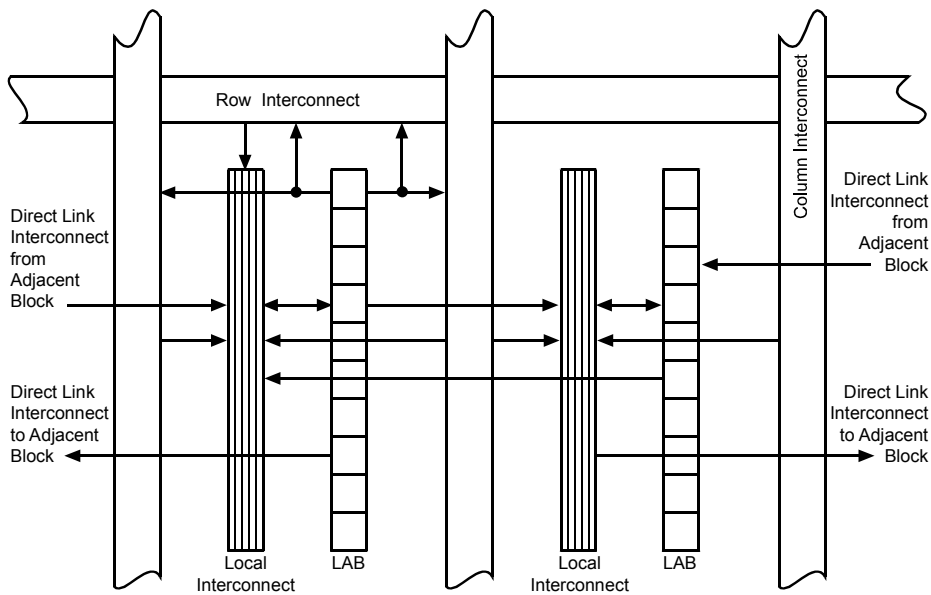 Row Interconnect
Column Interconnect
Direct Link
Interconnect
from
Adjacent
Block
Direct Link
Interconnect
from
Adjacent
Block
Direct Link
Interconnect
to Adjacent
Block
Direct Link
Interconnect
to Adjacent
Block
Local
Interconnect
LAB
Local
Interconnect
LAB